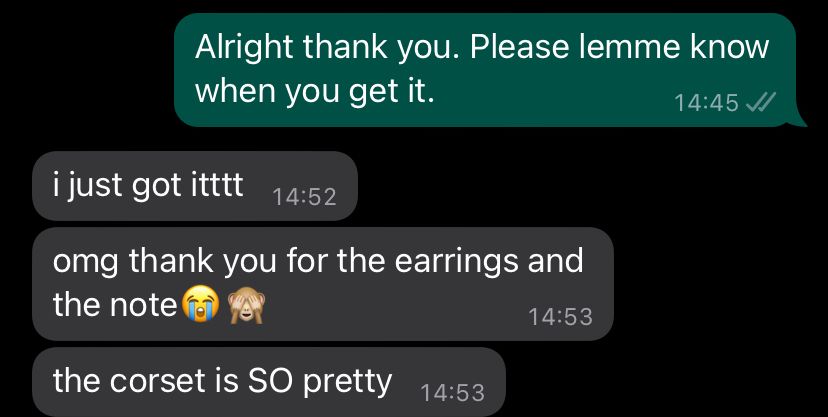 Alright thank you. Please lemme know
when you get it.
14:45
i just got itttt 14:52
omg thank you for the earrings and
the note😭🙈
14:53
the corset is SO pretty 14:53